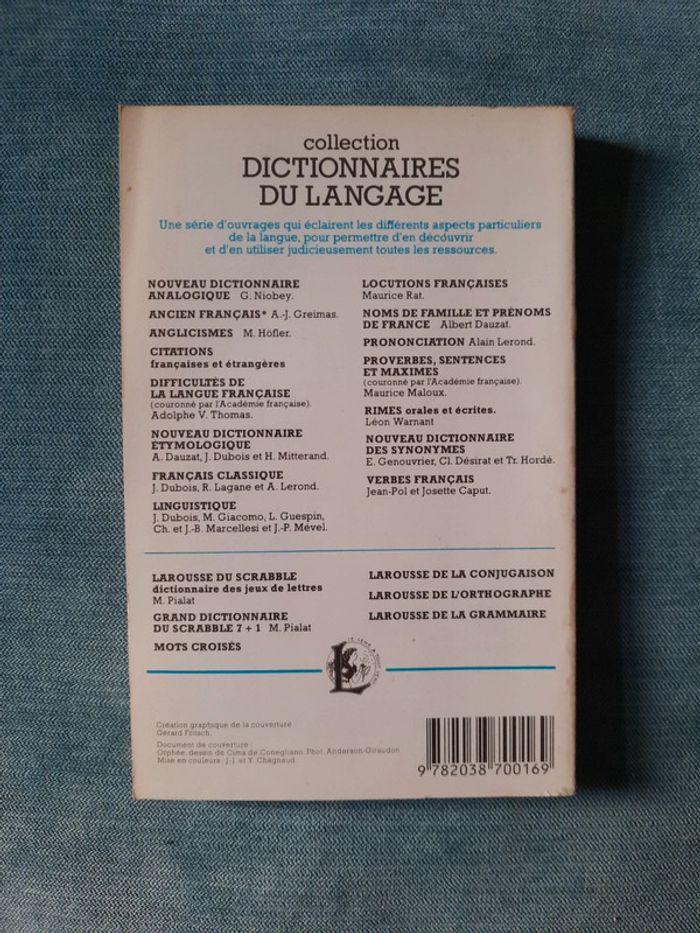 collection
DICTIONNAIRES
DU LANGAGE
Une série d'ouvrages qui éclairent les différents aspects particuliers
de la langue, pour permettre d'en découvrir
et d'en utiliser judicieusement toutes les ressources.
NOUVEAU DICTIONNAIRE
ANALOGIQUE G. Niobey.
ANCIEN FRANÇAIS* A.-J. Greimas.
ANGLICISMES M. Höfler.
CITATIONS
françaises et étrangères
DIFFICULTÉS DE
LA LANGUE FRANÇAISE
(couronné par l'Académie française).
Adolphe V. Thomas.
NOUVEAU DICTIONNAIRE
ÉTYMOLOGIQUE
A. Dauzat, J. Dubois et H. Mitterand.
FRANÇAIS CLASSIQUE
J. Dubois, R. Lagane et A. Lerond.
LINGUISTIQUE
J. Dubois, M. Giacomo, L. Guespin,
Ch. et J.-B. Marcellesi et J.-P. Mével.
LOCUTIONS FRANÇAISES
Maurice Rat.
NOMS DE FAMILLE ET PRÉNOMS
DE FRANCE Albert Dauzat.
PRONONCIATION Alain Lerond.
PROVERBES, SENTENCES
ET MAXIMES
(couronné par l'Académie française).
Maurice Maloux.
RIMES orales et écrites.
Léon Warnant
NOUVEAU DICTIONNAIRE
DES SYNONYMES
E. Genouvrier, Cl. Désirat et Tr. Hordé.
VERBES FRANÇAIS
Jean-Pol et Josette Caput.
LAROUSSE DU SCRABBLE
dictionnaire des jeux de lettres
M. Pialat
GRAND DICTIONNAIRE
DU SCRABBLE 7 + 1 M. Pialat
MOTS CROISÉS
LAROUSSE DE LA CONJUGAISON
LAROUSSE DE L'ORTHOGRAPHE
LAROUSSE DE LA GRAMMAIRE
L
Création graphique de la couverture
Gérard Fritsch.
Document de couverture :
Orphée, dessin de Cima de Conegliano. Phot. Anderson-Giraudon
Mise en couleurs : J.-J. et Y. Chagnaud
9 782038 700169